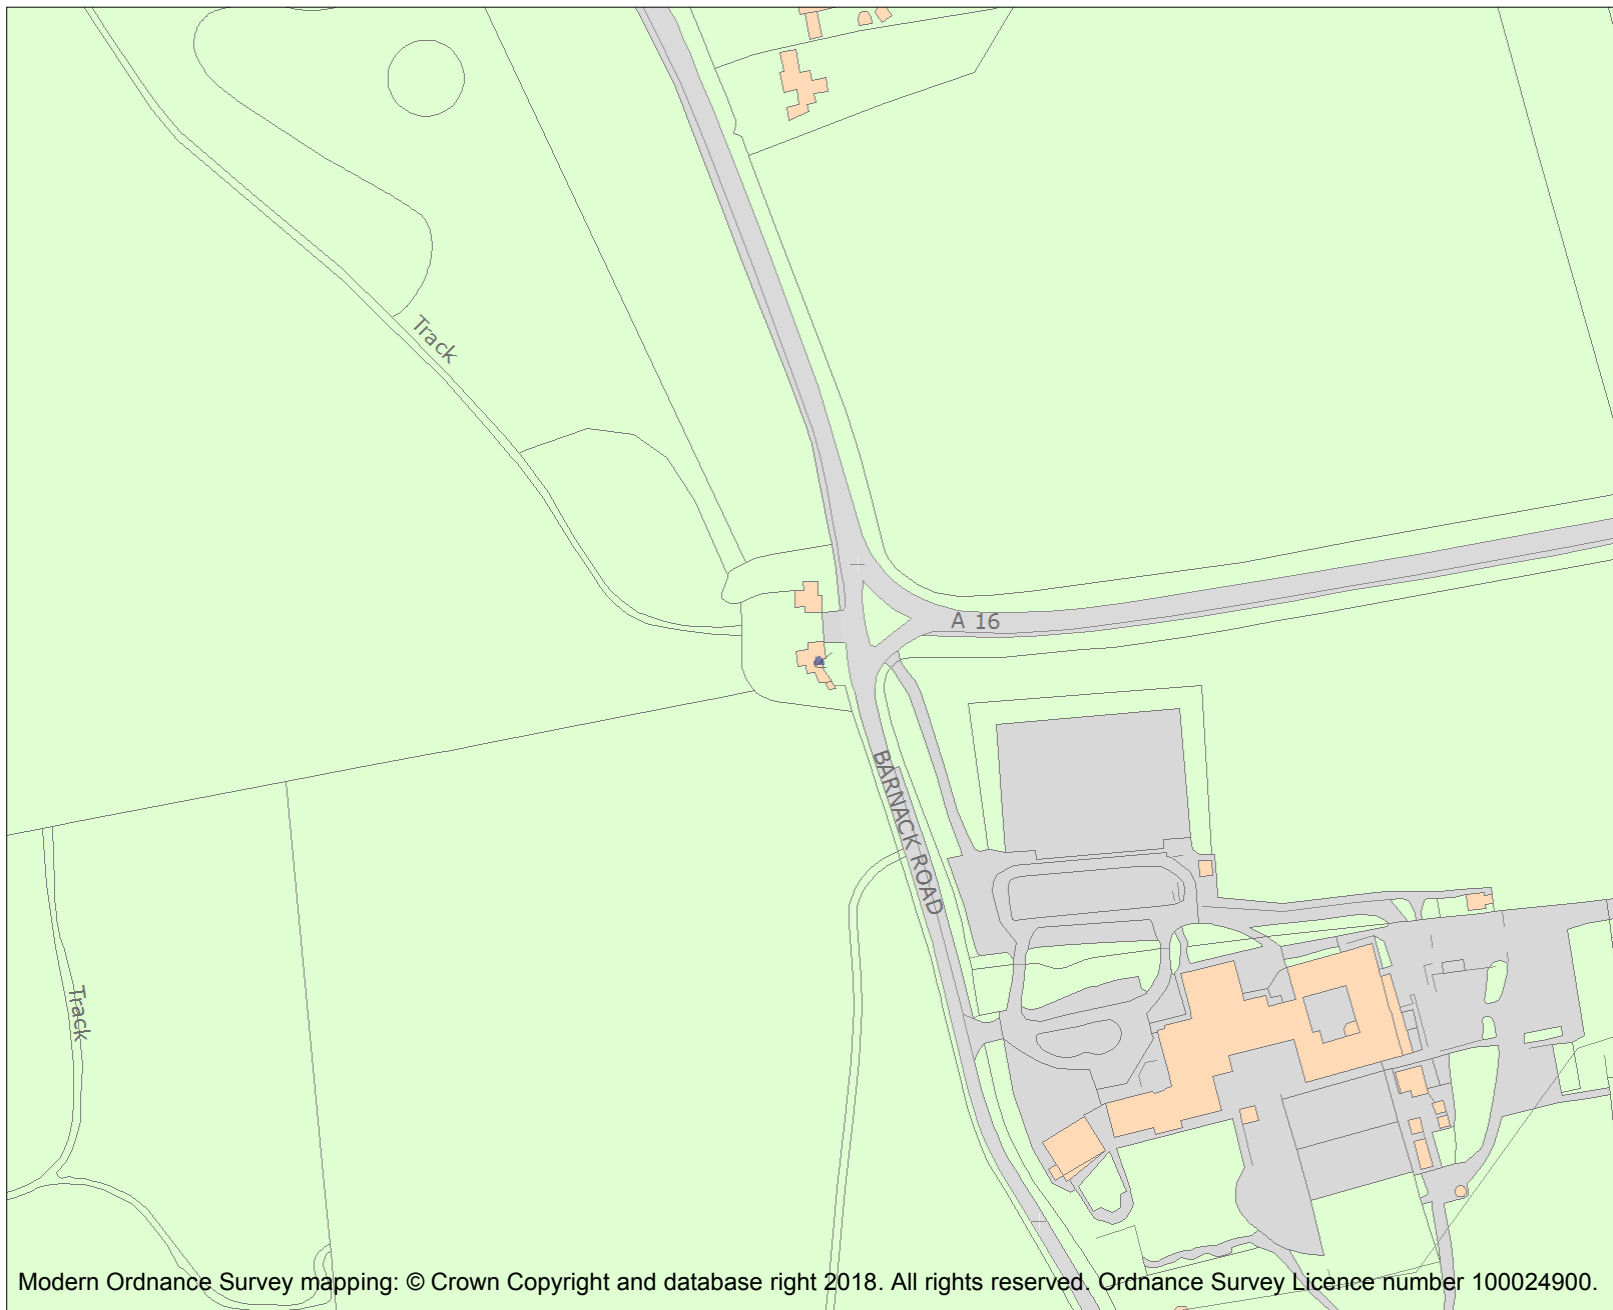 Track
A 16
BARNACK ROAD
Track
Modern Ordnance Survey mapping: © Crown Copyright and database right 2018. All rights reserved. Ordnance Survey Licence number 100024900.